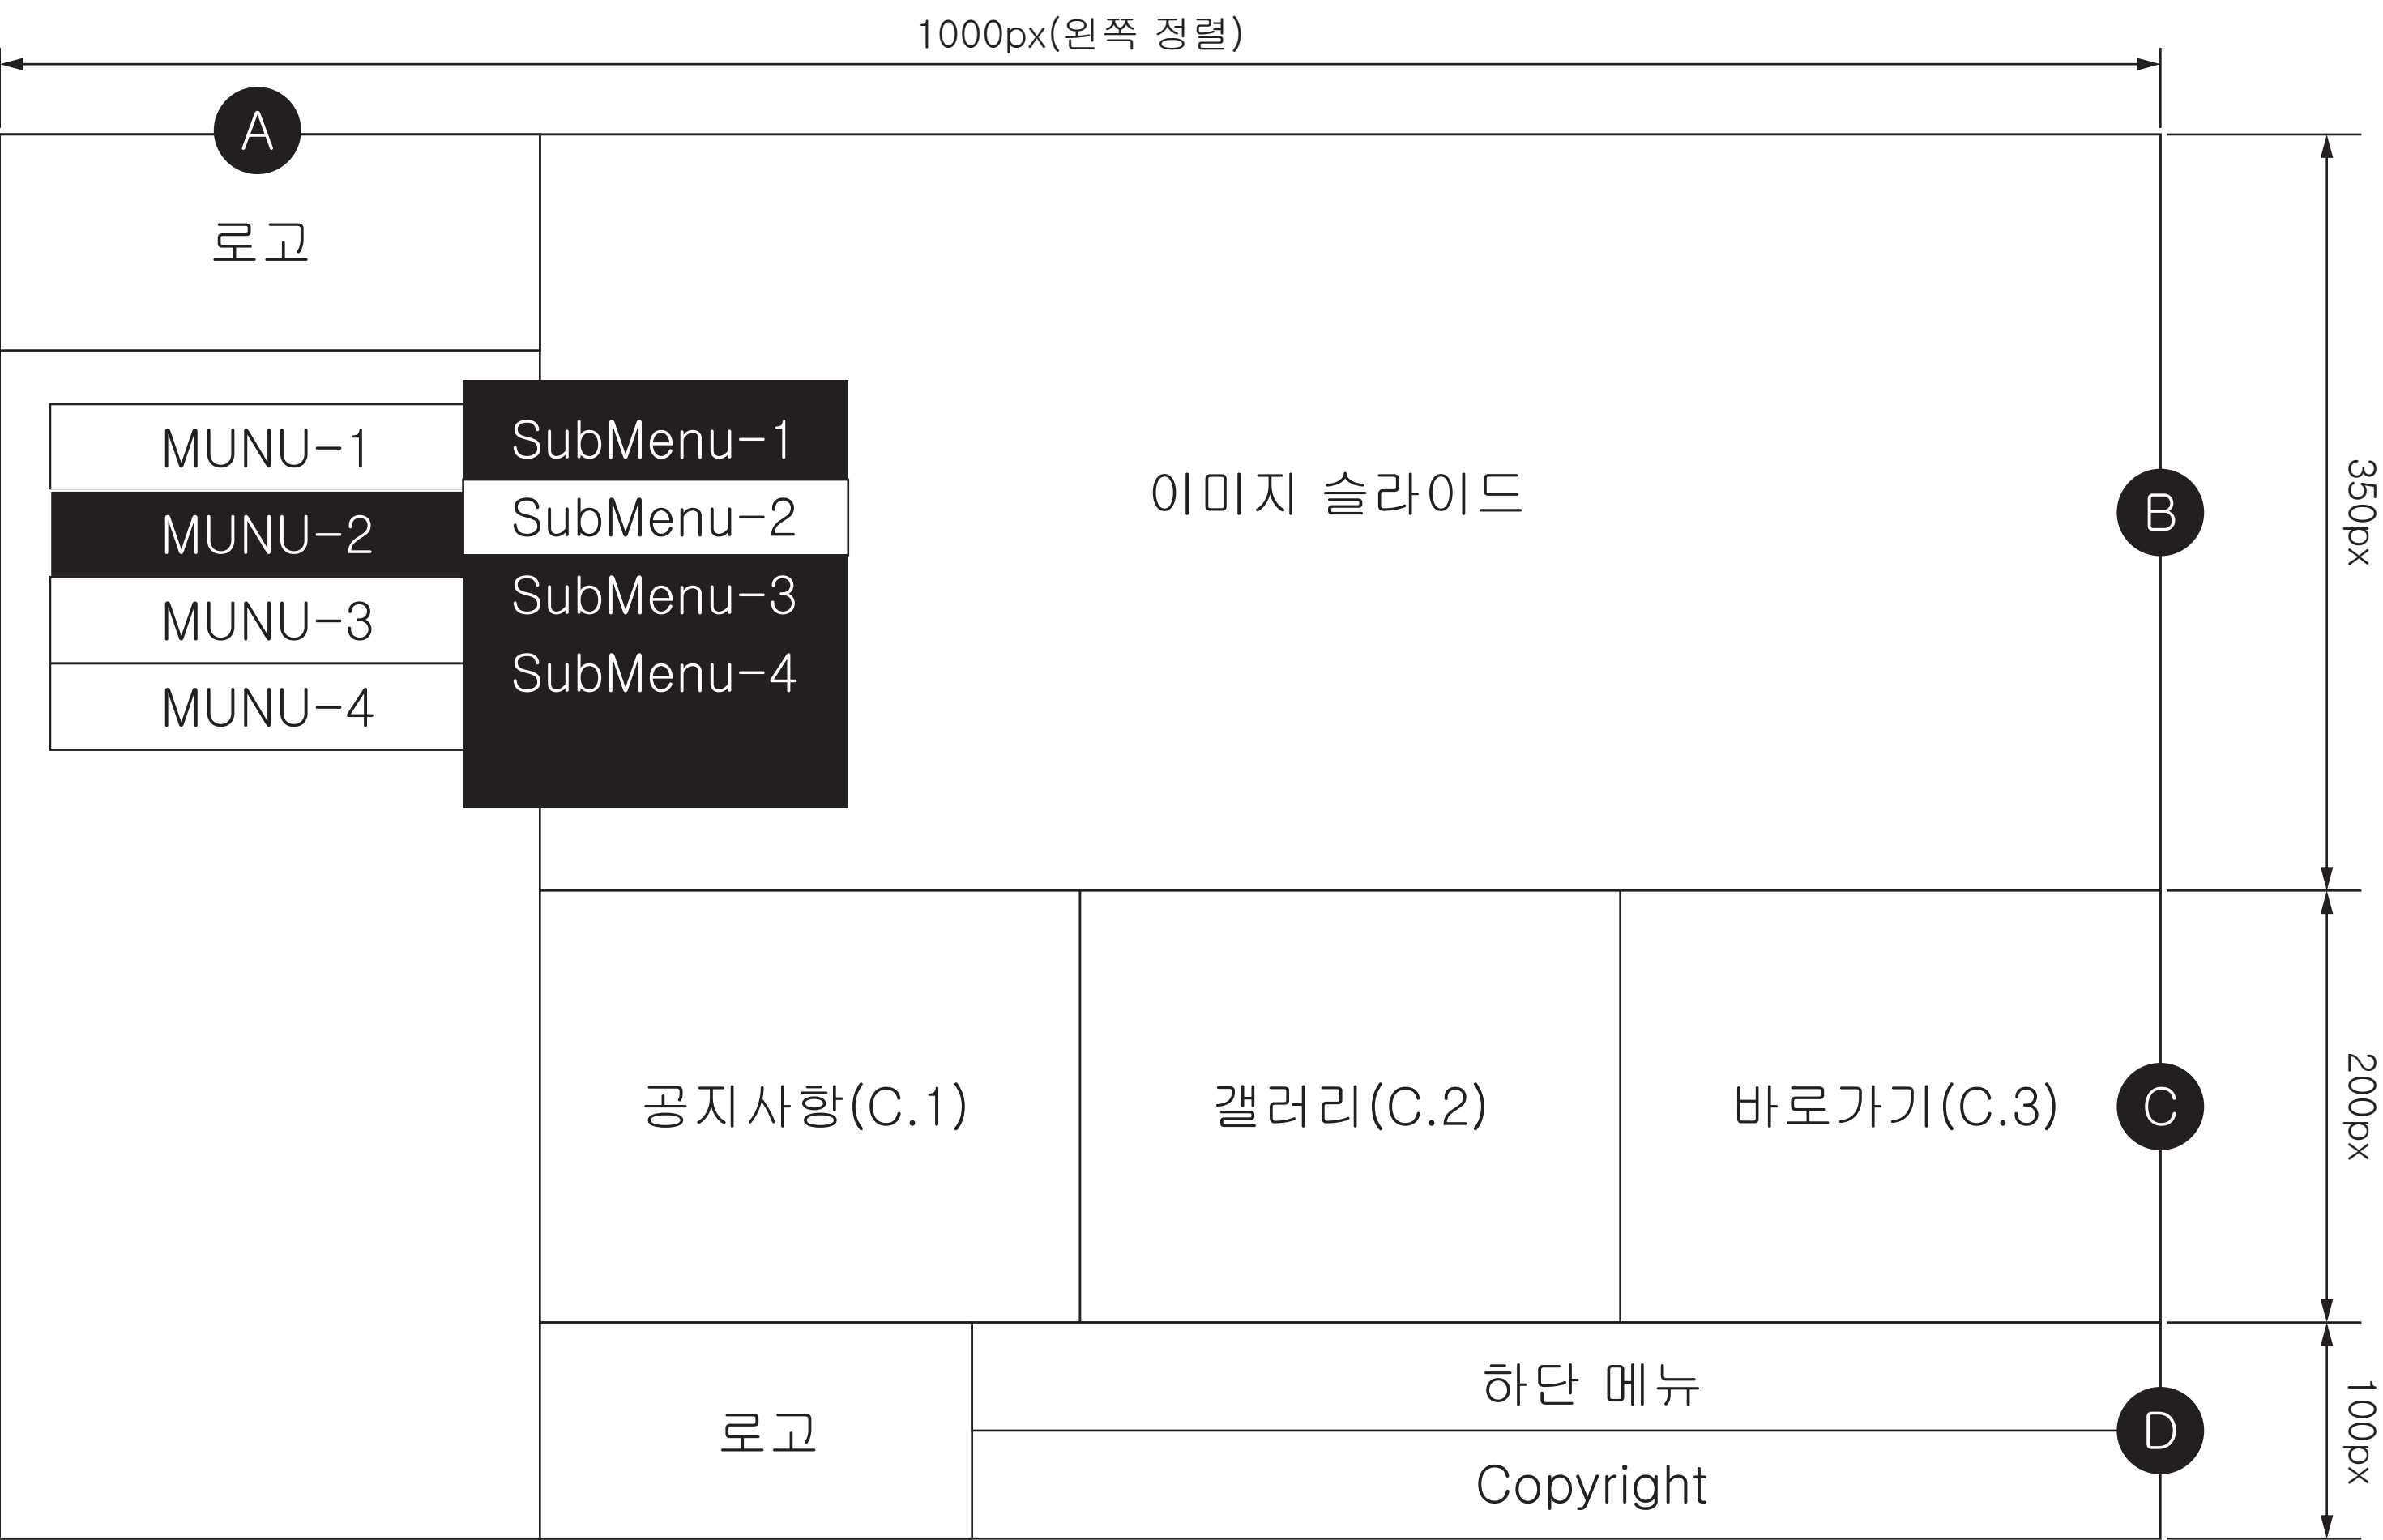 1000px(왼쪽 정렬)
A
로고
MUNU-1
MUNU-2
MUNU-3
MUNU-4
SubMenu-1
SubMenu-2
SubMenu-3
SubMenu-4
이미지 슬라이드
B
350px
공지사항(C.1)
갤러리(C.2)
바로가기(C.3)
C
200px
로고
하단 메뉴
Copyright
D
100px